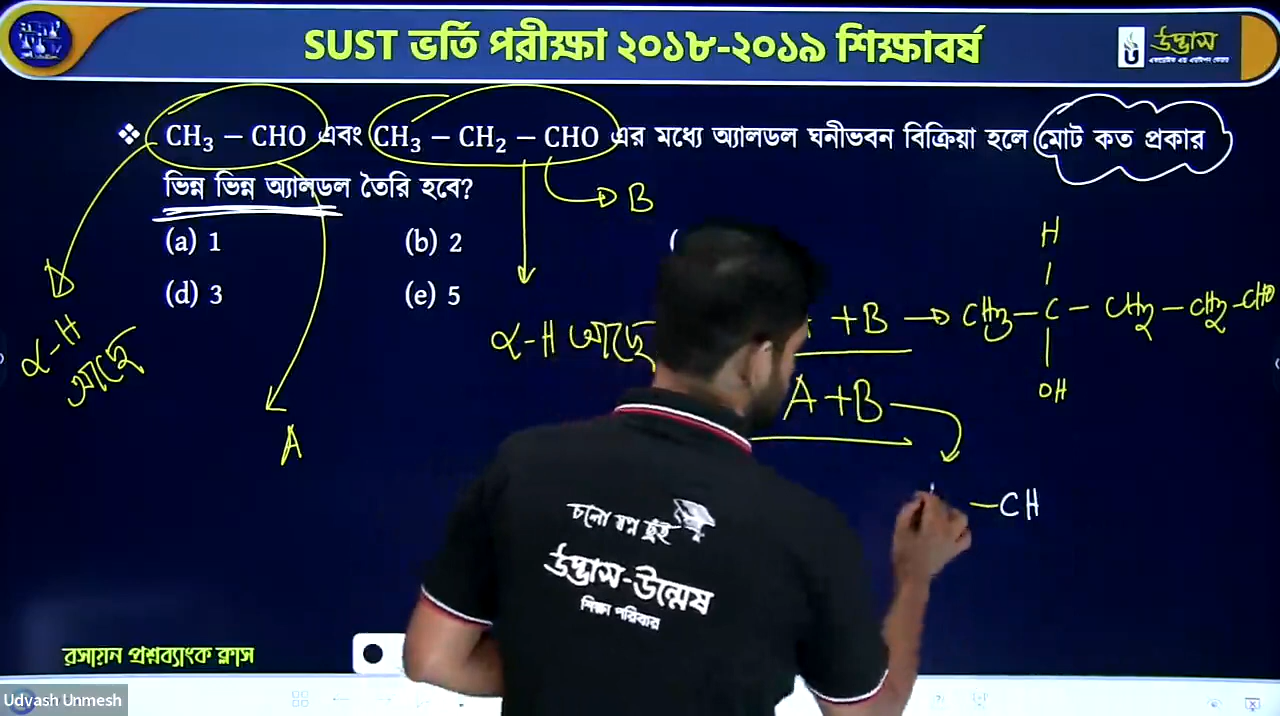 SUST ভর্তি পরীক্ষা ২০১৮-২০১৯ শিক্ষাবর্ষ
উদ্ভাস
❖ CH₃ − CHO এবং CH₃ − CH₂ − CHO এর মধ্যে অ্যালডল ঘনীভবন বিক্রিয়া হলে মোট কত প্রকার
ভিন্ন ভিন্ন অ্যালডল তৈরি হবে?
B
(a) 1 (b) 2
(d) 3 (e) 5
H
+B → CH₃ − C − CH₂ − CH₂ − CHO
OH
α-H আছে
α-H আছে
A
A+B
−CH
চলো স্বপ্ন ছুঁই
উদ্ভাস-উন্মেষ
শিক্ষা পরিবার
রসায়ন প্রশ্নব্যাংক ক্লাস
Udvash Unmesh